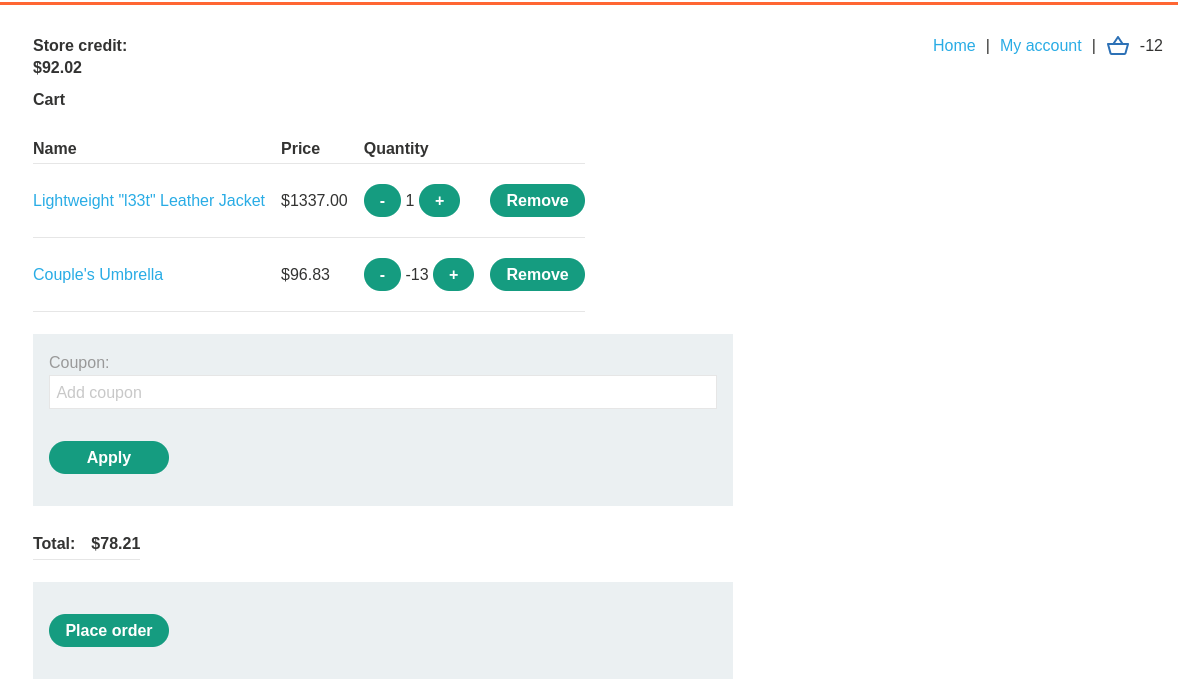 Store credit:
$92.02
Home | My account | -12
Cart
Name Price Quantity
Lightweight "l33t" Leather Jacket $1337.00 - 1 + Remove
Couple's Umbrella $96.83 - -13 + Remove
Coupon:
Add coupon
Apply
Total: $78.21
Place order